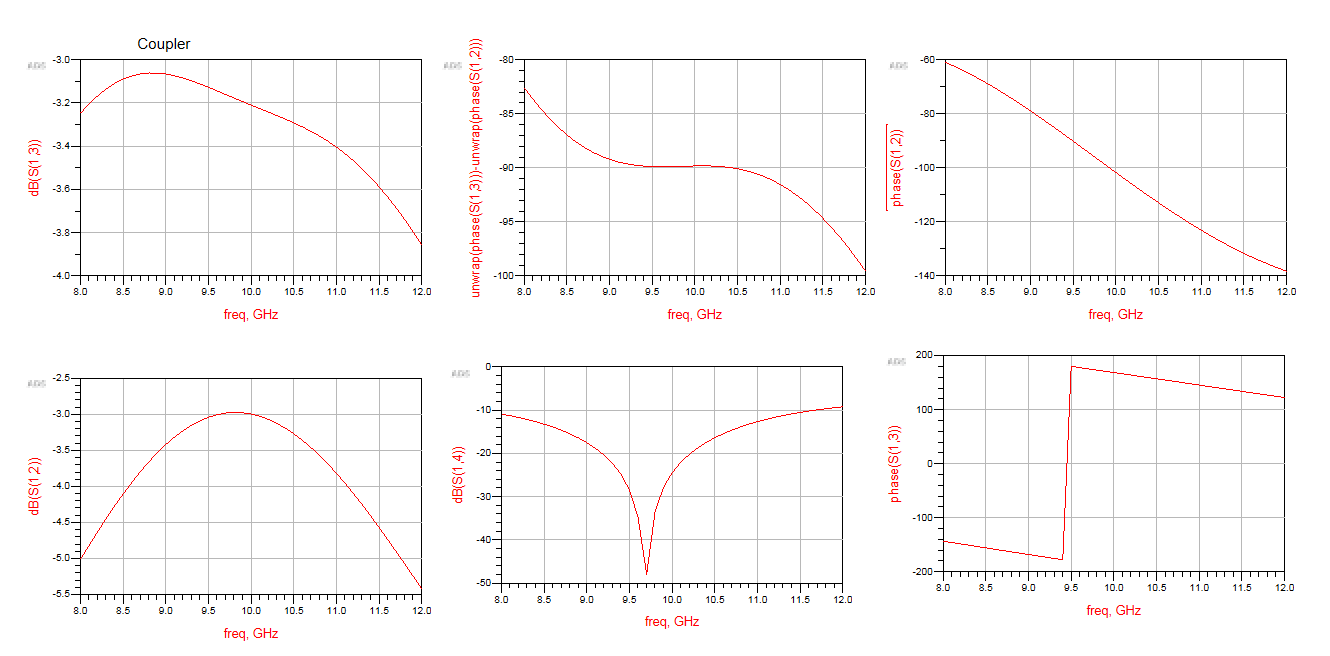 Coupler
ADS
-3.0
-3.2
-3.4
-3.6
-3.8
-4.0
dB(S(1,3))
8.0 8.5 9.0 9.5 10.0 10.5 11.0 11.5 12.0
freq, GHz
ADS
-80
-85
-90
-95
-100
unwrap(phase(S(1,3)))-unwrap(phase(S(1,2)))
8.0 8.5 9.0 9.5 10.0 10.5 11.0 11.5 12.0
freq, GHz
ADS
-60
-80
-100
-120
-140
phase(S(1,2))
8.0 8.5 9.0 9.5 10.0 10.5 11.0 11.5 12.0
freq, GHz
ADS
-2.5
-3.0
-3.5
-4.0
-4.5
-5.0
-5.5
dB(S(1,2))
8.0 8.5 9.0 9.5 10.0 10.5 11.0 11.5 12.0
freq, GHz
ADS
0
-10
-20
-30
-40
-50
dB(S(1,4))
8.0 8.5 9.0 9.5 10.0 10.5 11.0 11.5 12.0
freq, GHz
ADS
200
100
0
-100
-200
phase(S(1,3))
8.0 8.5 9.0 9.5 10.0 10.5 11.0 11.5 12.0
freq, GHz